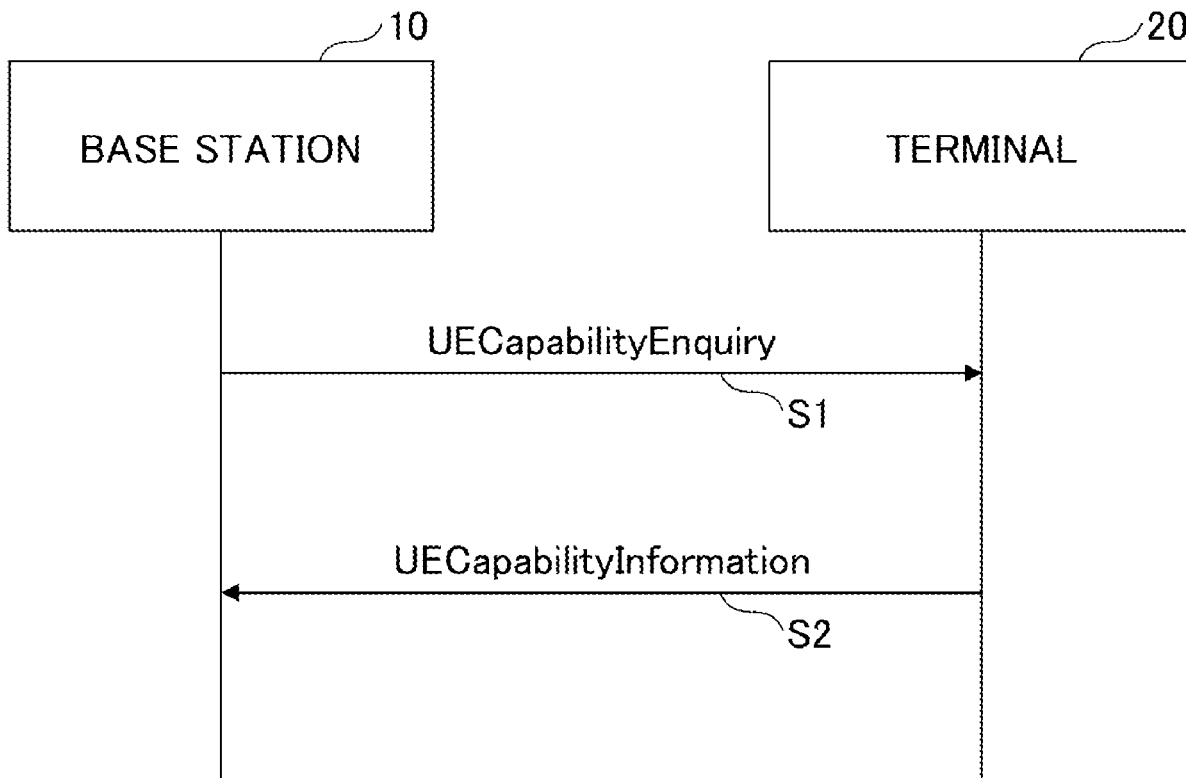 10
20
BASE STATION
TERMINAL
UECapabilityEnquiry
S1
UECapabilityInformation
S2